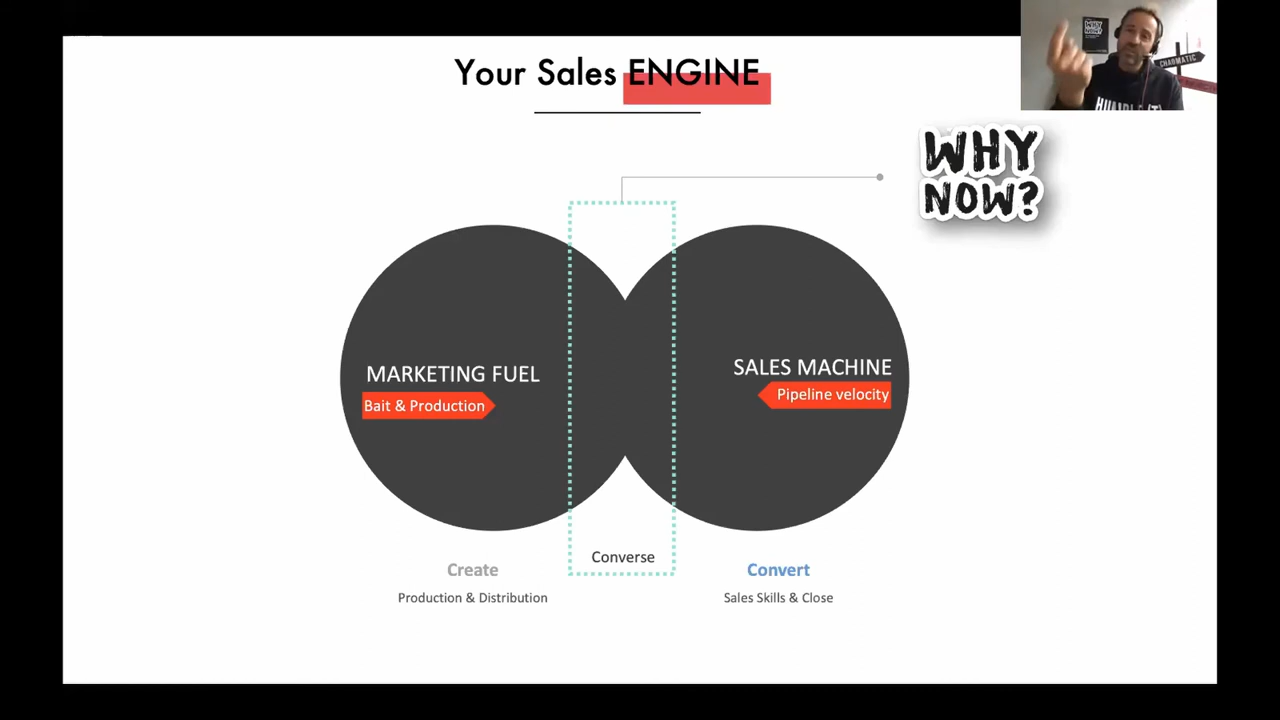 Your Sales ENGINE
CHADMATIC
WHY
NOW?
MARKETING FUEL
Bait & Production
SALES MACHINE
Pipeline velocity
Converse
Create
Convert
Production & Distribution
Sales Skills & Close